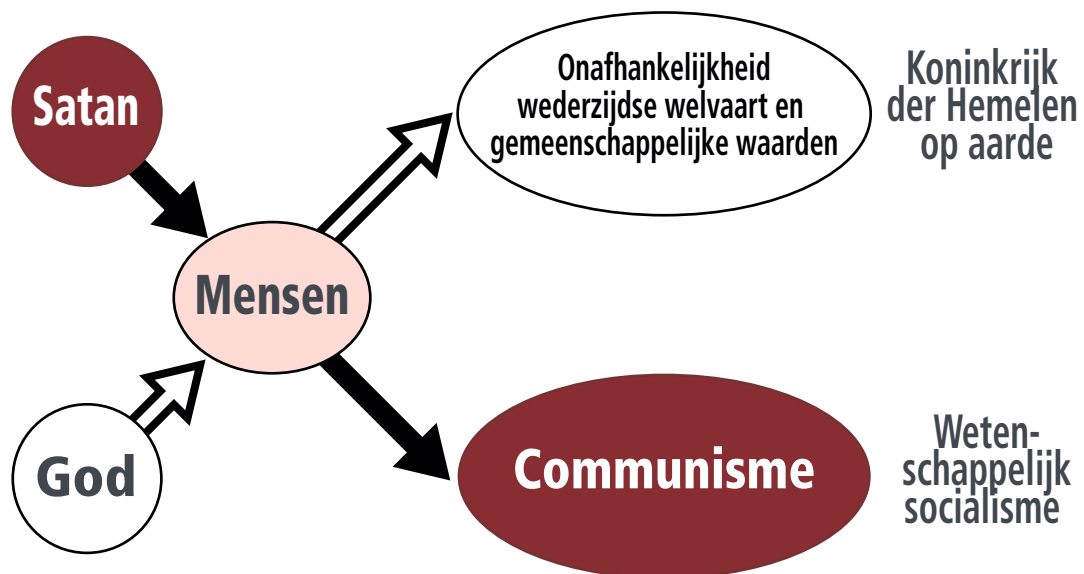 Satan
Onafhankelijkheid
wederzijdse welvaart en
gemeenschappelijke waarden
Koninkrijk
der Hemelen
op aarde
Mensen
God
Communisme
Weten-
schappelijk
socialisme